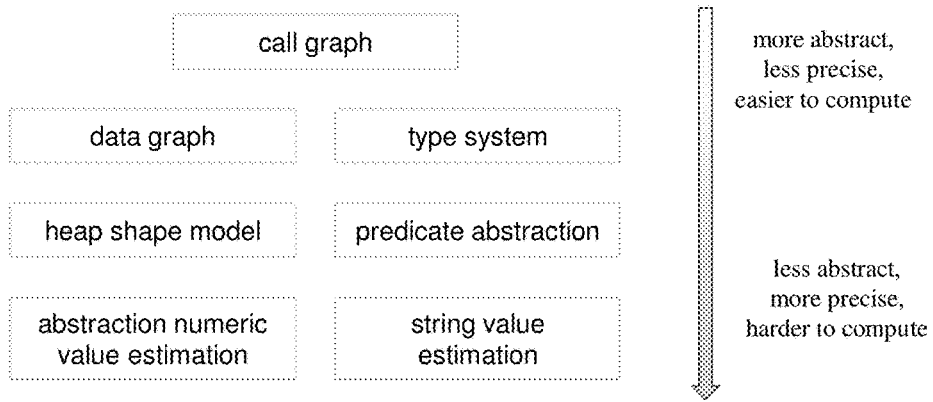 call graph
more abstract,
less precise,
easier to compute
data graph
type system
heap shape model
predicate abstraction
less abstract,
more precise,
harder to compute
abstraction numeric
value estimation
string value
estimation